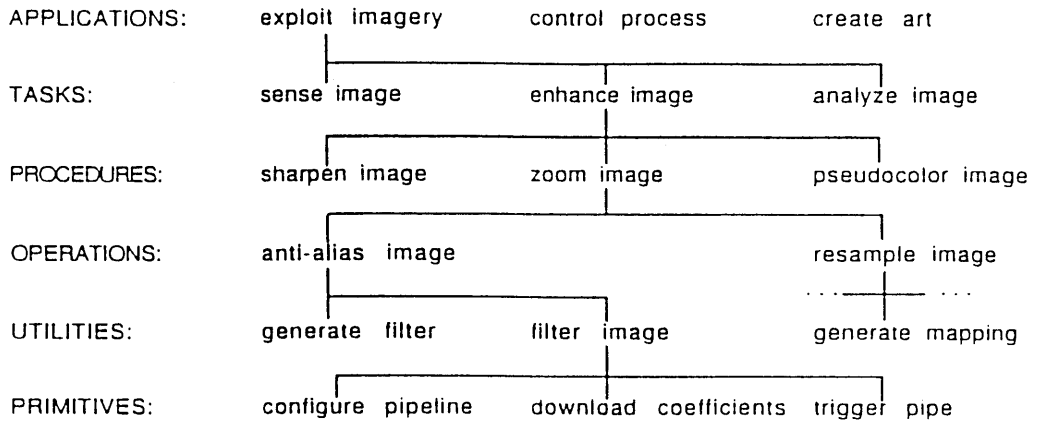 APPLICATIONS: exploit imagery control process create art
TASKS: sense image enhance image analyze image
PROCEDURES: sharpen image zoom image pseudocolor image
OPERATIONS: anti-alias image resample image
... ...
UTILITIES: generate filter filter image generate mapping
PRIMITIVES: configure pipeline download coefficients trigger pipe